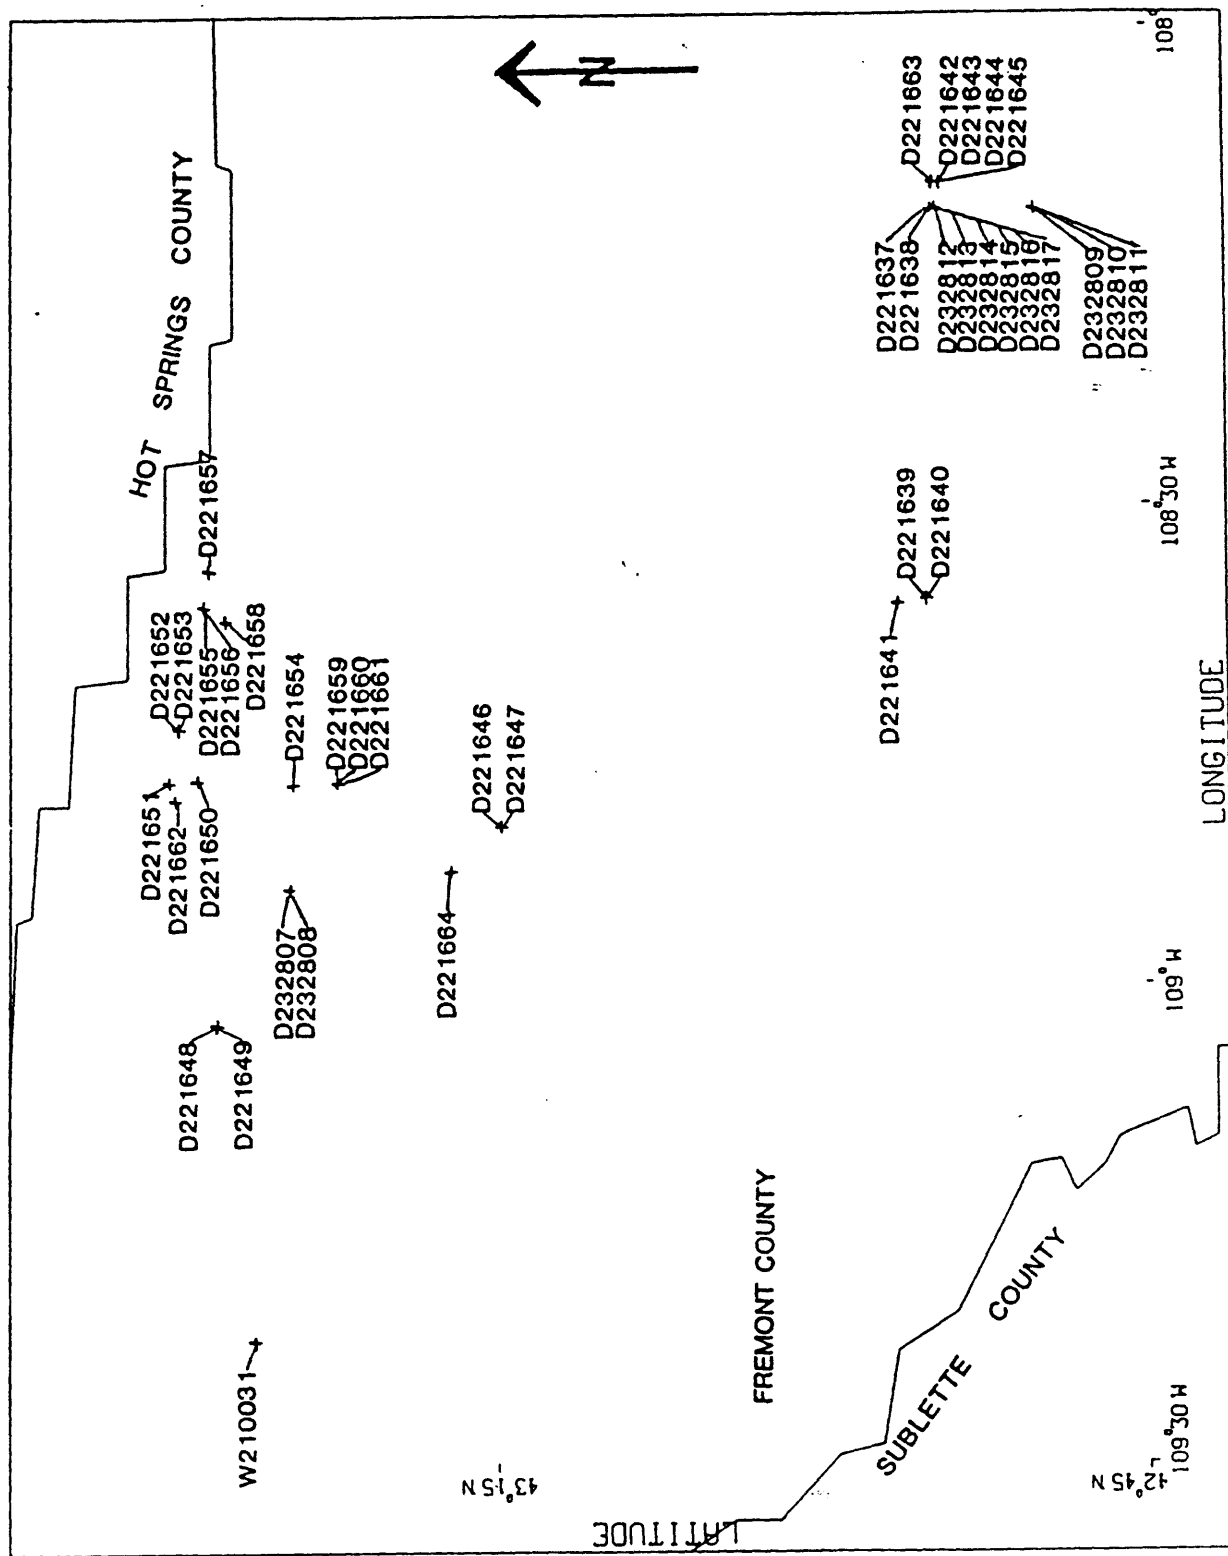 HOT SPRINGS COUNTY
N
D221651
D221662
D221650
D221652
D221653
D221655
D221656
D221658
D221657
D221648
D221649
D232807
D232808
D221654
D221659
D221660
D221661
W210031
D221664
D221646
D221647
43°15 N
LATITUDE
FREMONT COUNTY
SUBLETTE COUNTY
D221641
D221639
D221640
D221637
D221638
D232812
D232813
D232814
D232815
D232816
D232817
D221663
D221642
D221643
D221644
D221645
D232809
D232810
D232811
42°45 N
109°30 W
109° W
108°30 W
108°
LONGITUDE